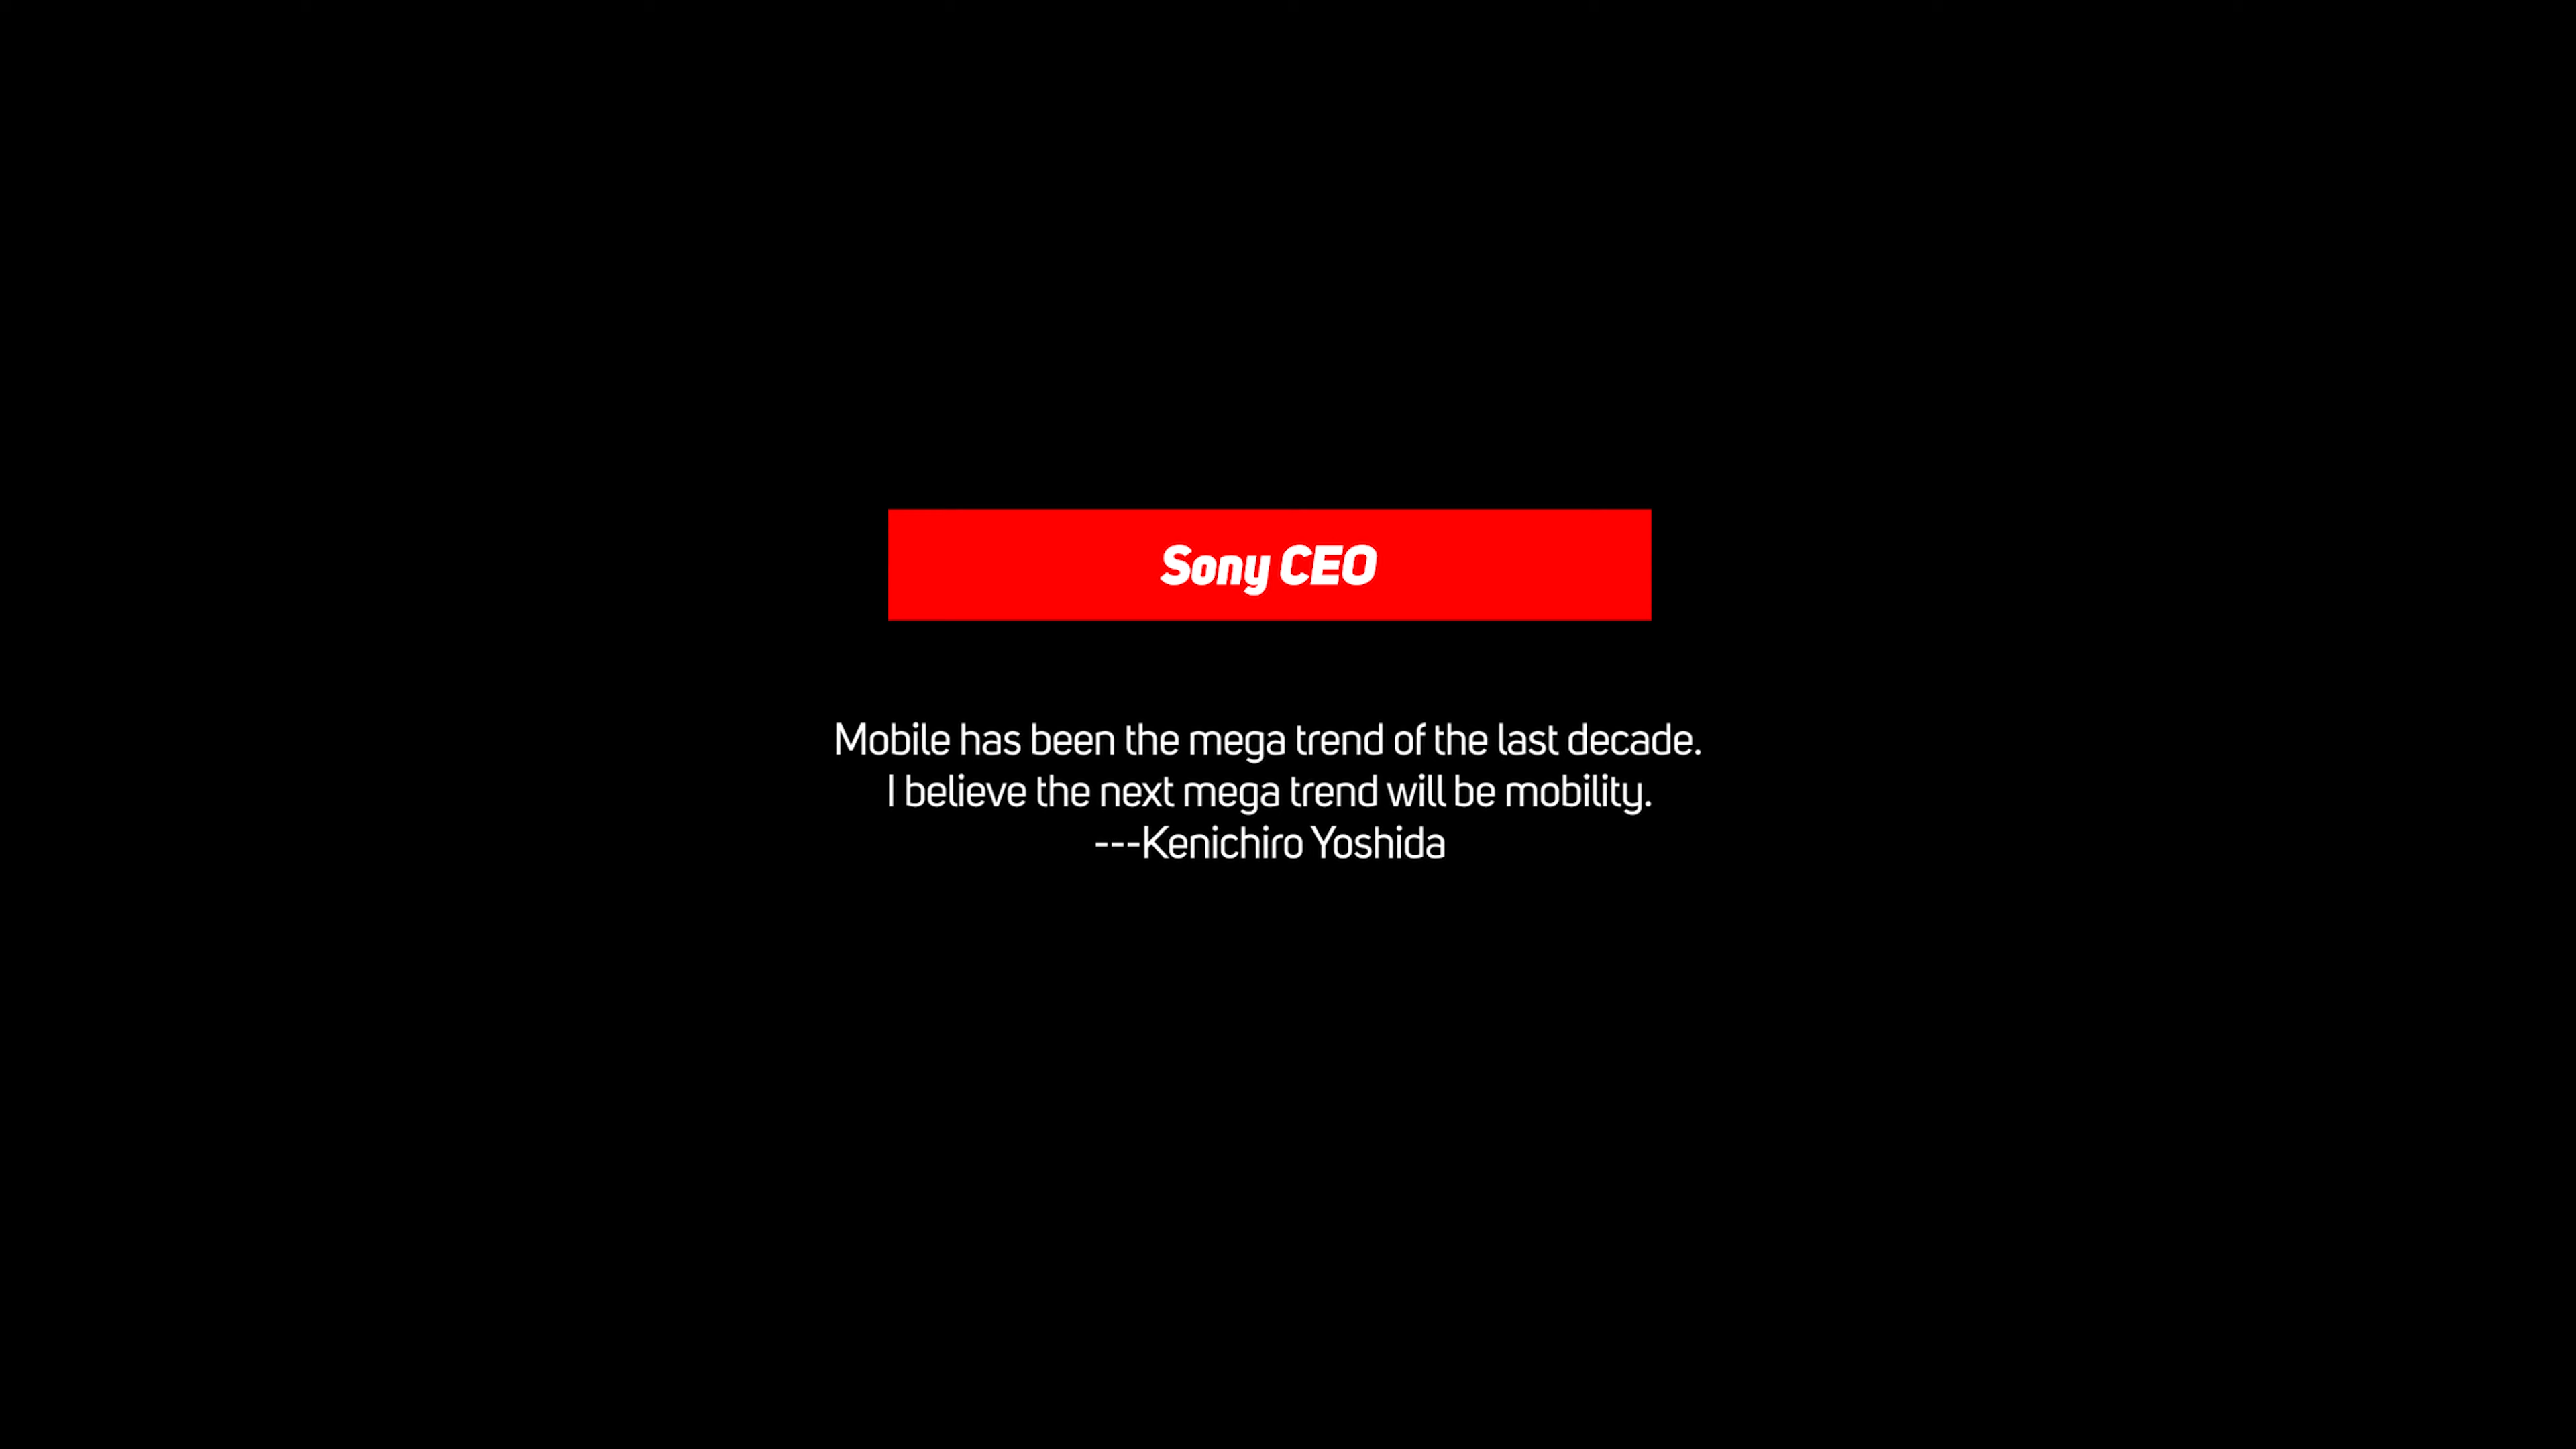 Sony CEO
Mobile has been the mega trend of the last decade.
I believe the next mega trend will be mobility.
---Kenichiro Yoshida